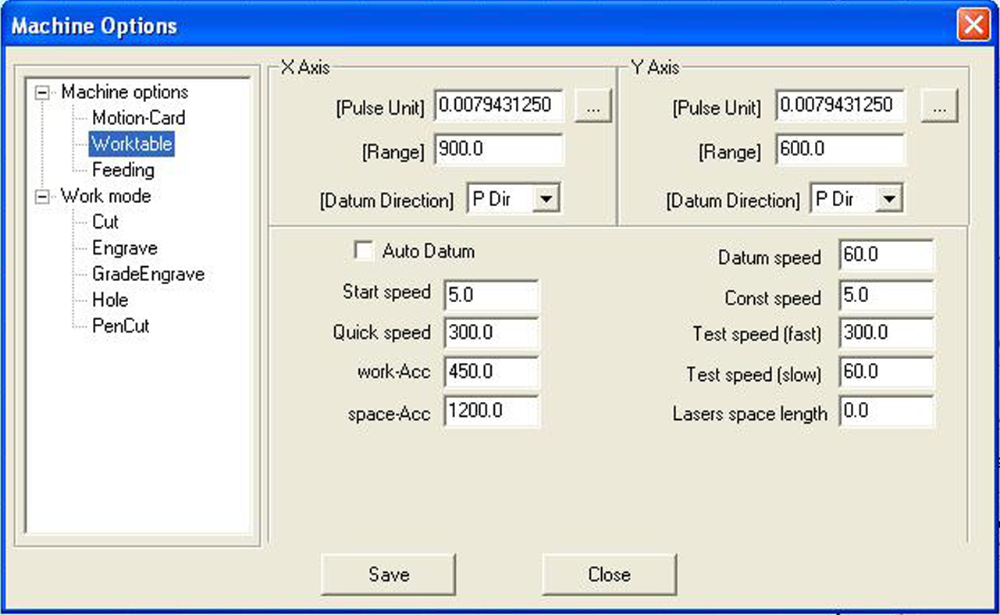 Machine Options
Machine options
Motion-Card
Worktable
Feeding
Work mode
Cut
Engrave
GradeEngrave
Hole
PenCut
X Axis
[Pulse Unit] 0.0079431250 ...
[Range] 900.0
[Datum Direction] P Dir
Y Axis
[Pulse Unit] 0.0079431250 ...
[Range] 600.0
[Datum Direction] P Dir
Auto Datum
Start speed 5.0
Quick speed 300.0
work-Acc 450.0
space-Acc 1200.0
Datum speed 60.0
Const speed 5.0
Test speed (fast) 300.0
Test speed (slow) 60.0
Lasers space length 0.0
Save
Close